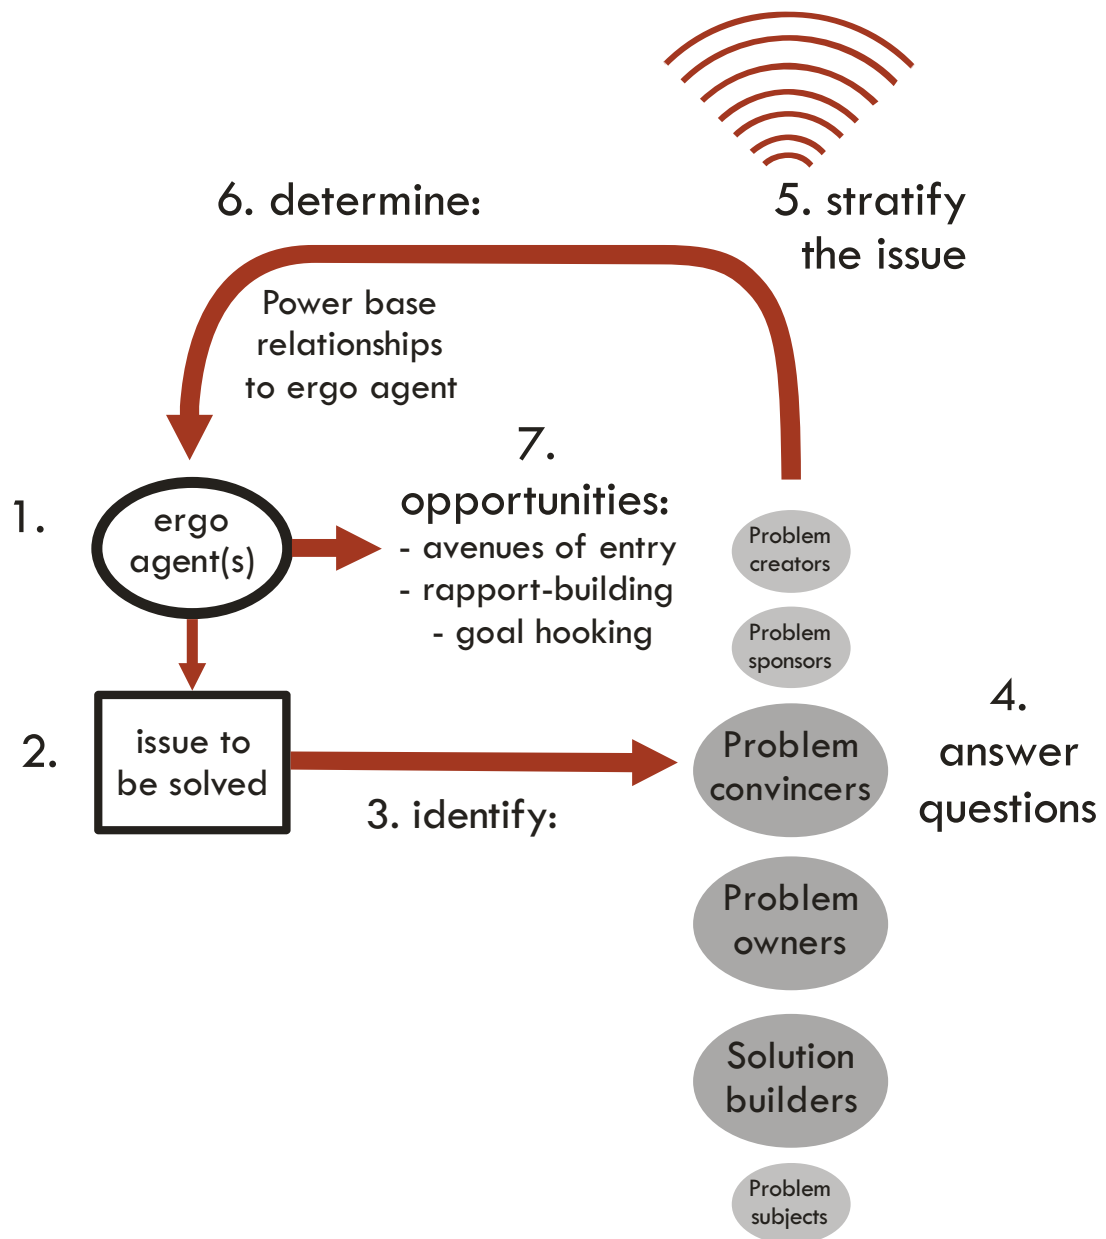 6. determine:
5. stratify
the issue
Power base
relationships
to ergo agent
1.
ergo
agent(s)
7.
opportunities:
- avenues of entry
- rapport-building
- goal hooking
2.
issue to
be solved
3. identify:
Problem
creators
Problem
sponsors
Problem
convincers
Problem
owners
Solution
builders
Problem
subjects
4.
answer
questions